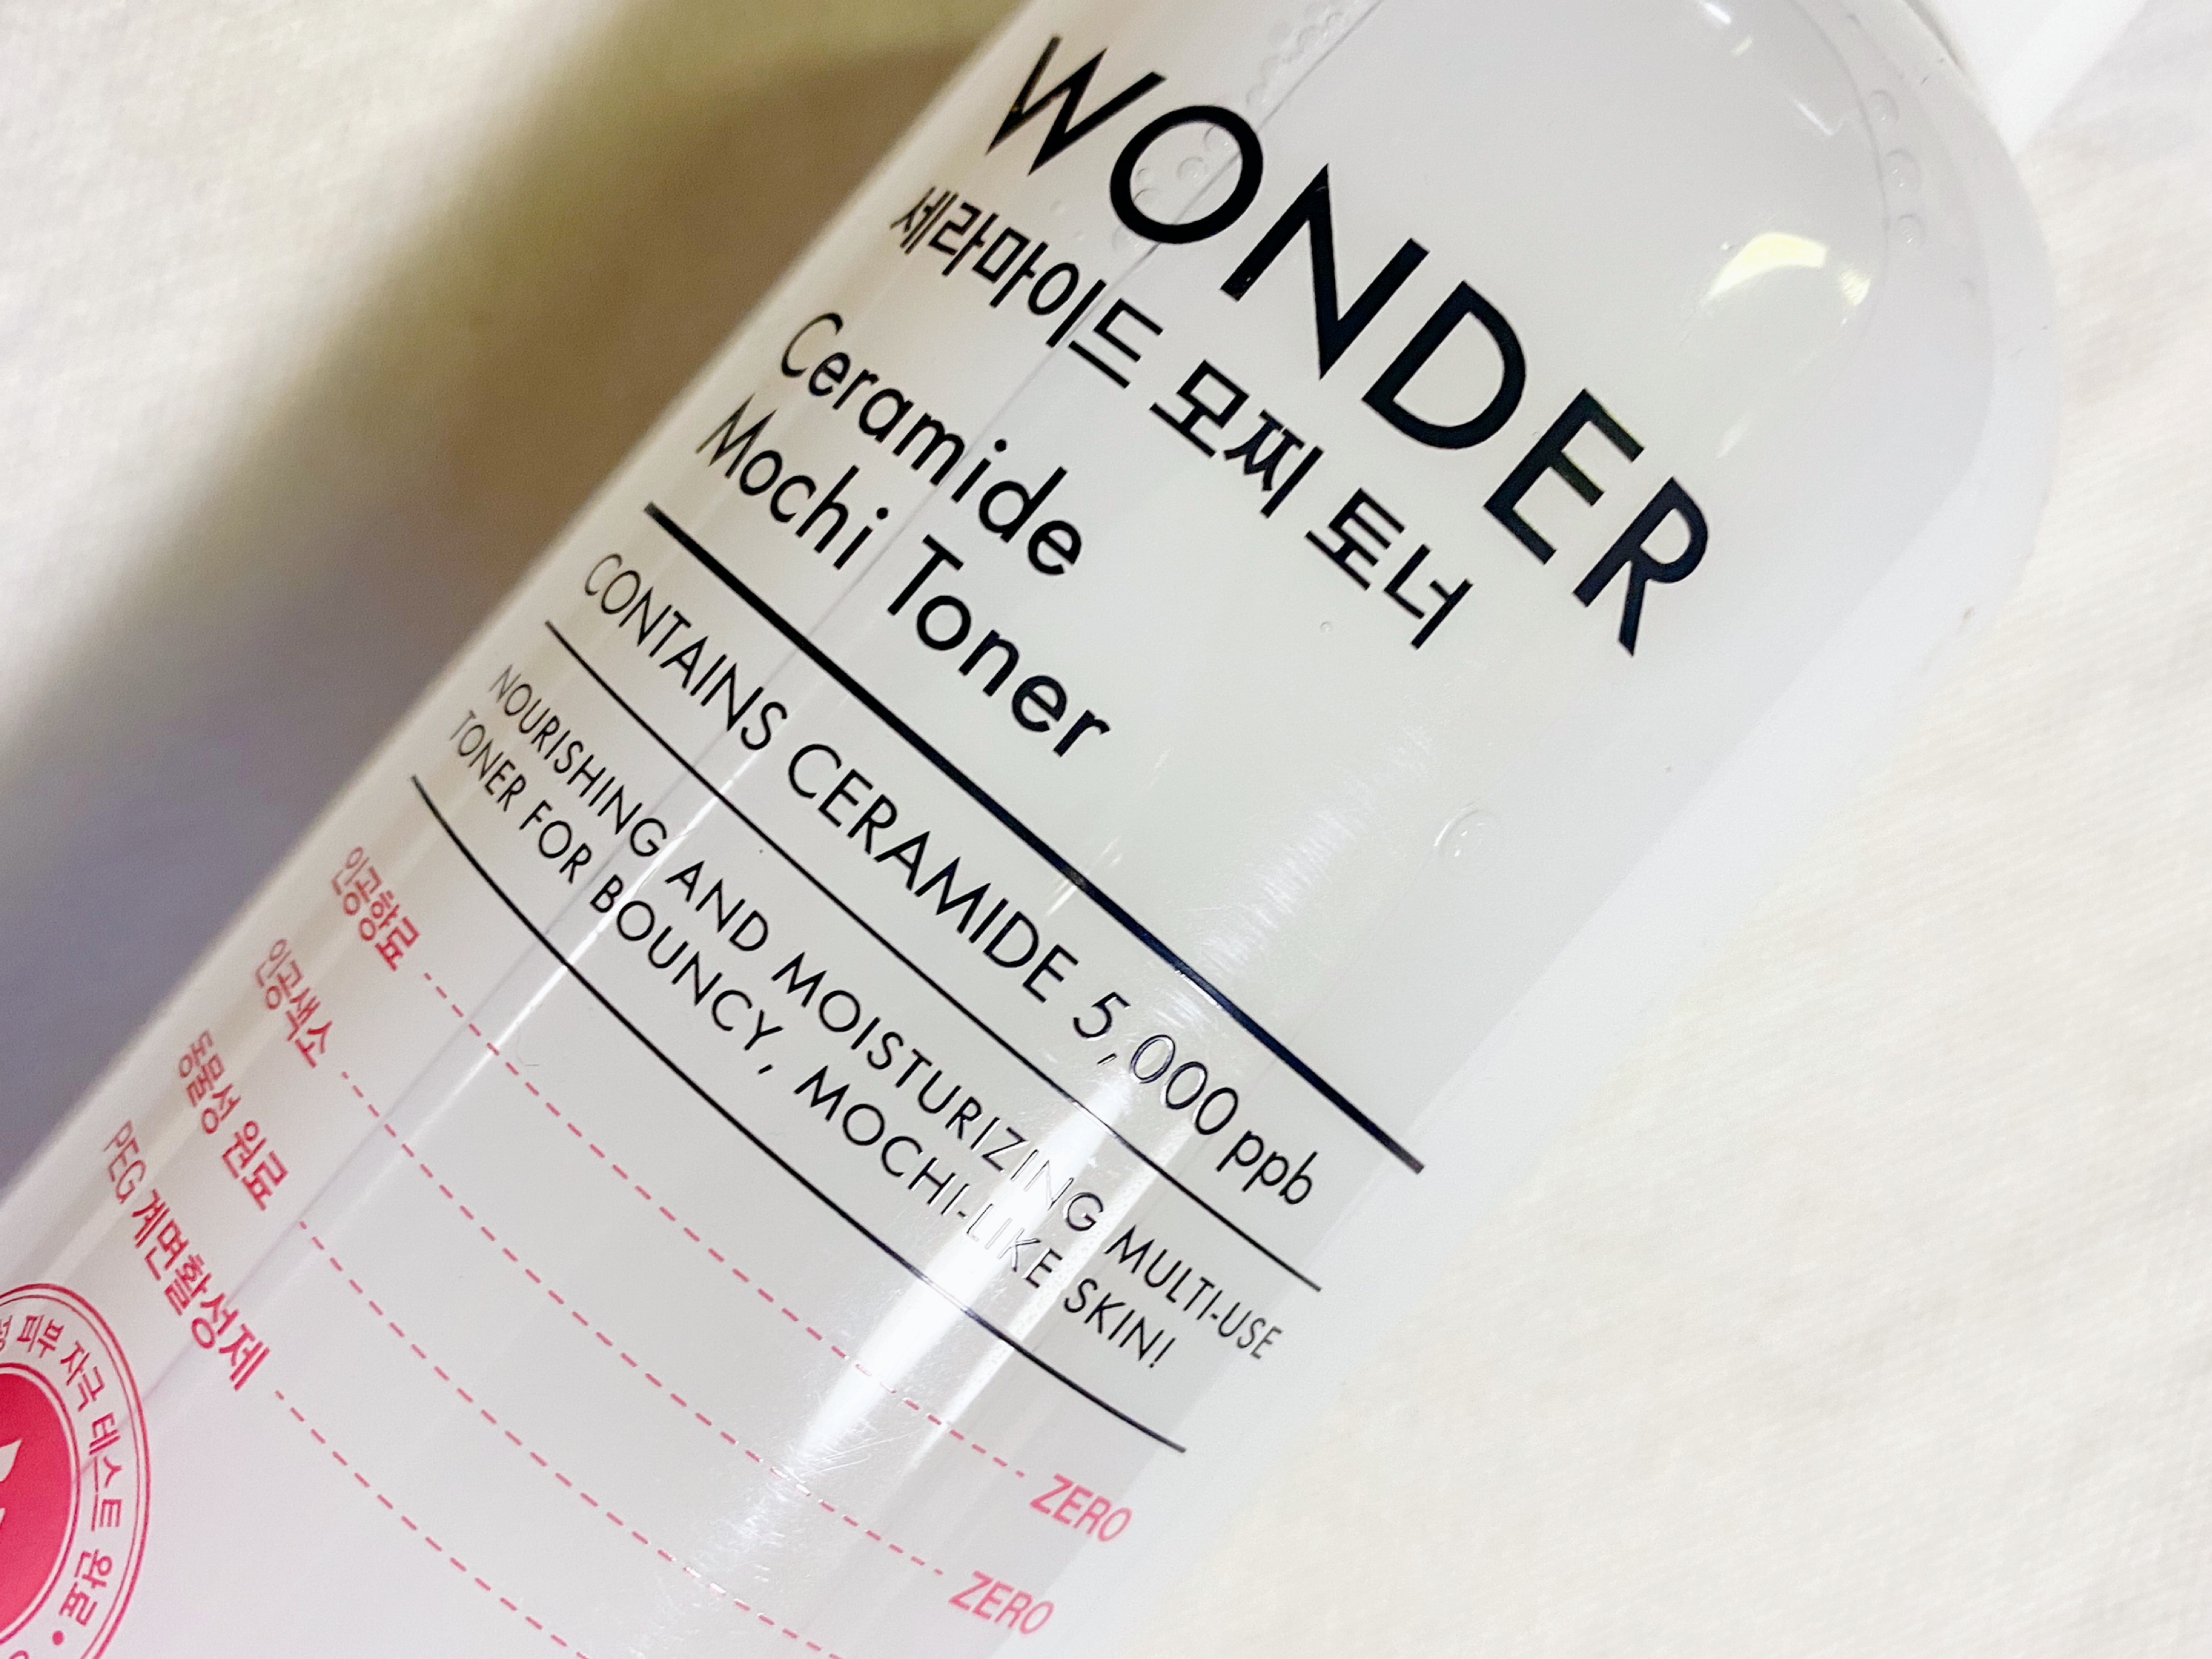 WONDER
세라마이드 모찌 토너
Ceramide
Mochi Toner
CONTAINS CERAMIDE 5,000 ppb
NOURISHING AND MOISTURIZING MULTI-USE
TONER FOR BOUNCY, MOCHI-LIKE SKIN!
인공향료 ZERO
인공색소 ZERO
동물성 원료
PEG 계면활성제
피부 자극 테스트 완료 •